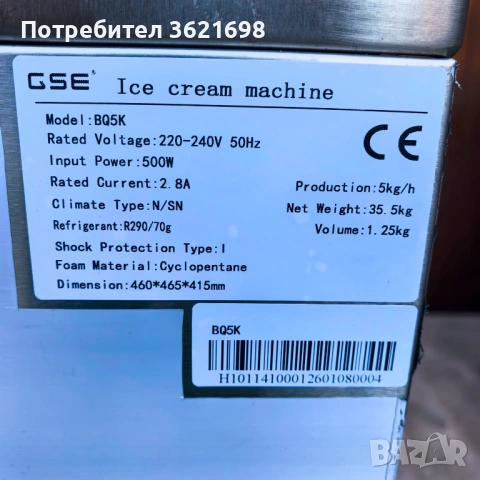 Потребител 3621698
GSE Ice cream machine
Model:BQ5K
Rated Voltage:220-240V 50Hz
Input Power:500W
Rated Current:2.8A
Climate Type:N/SN
Refrigerant:R290/70g
Shock Protection Type:I
Foam Material:Cyclopentane
Dimension:460*465*415mm
CE
Production:5kg/h
Net Weight:35.5kg
Volume:1.25kg
BQ5K
H10114100012601080004
BAZAR